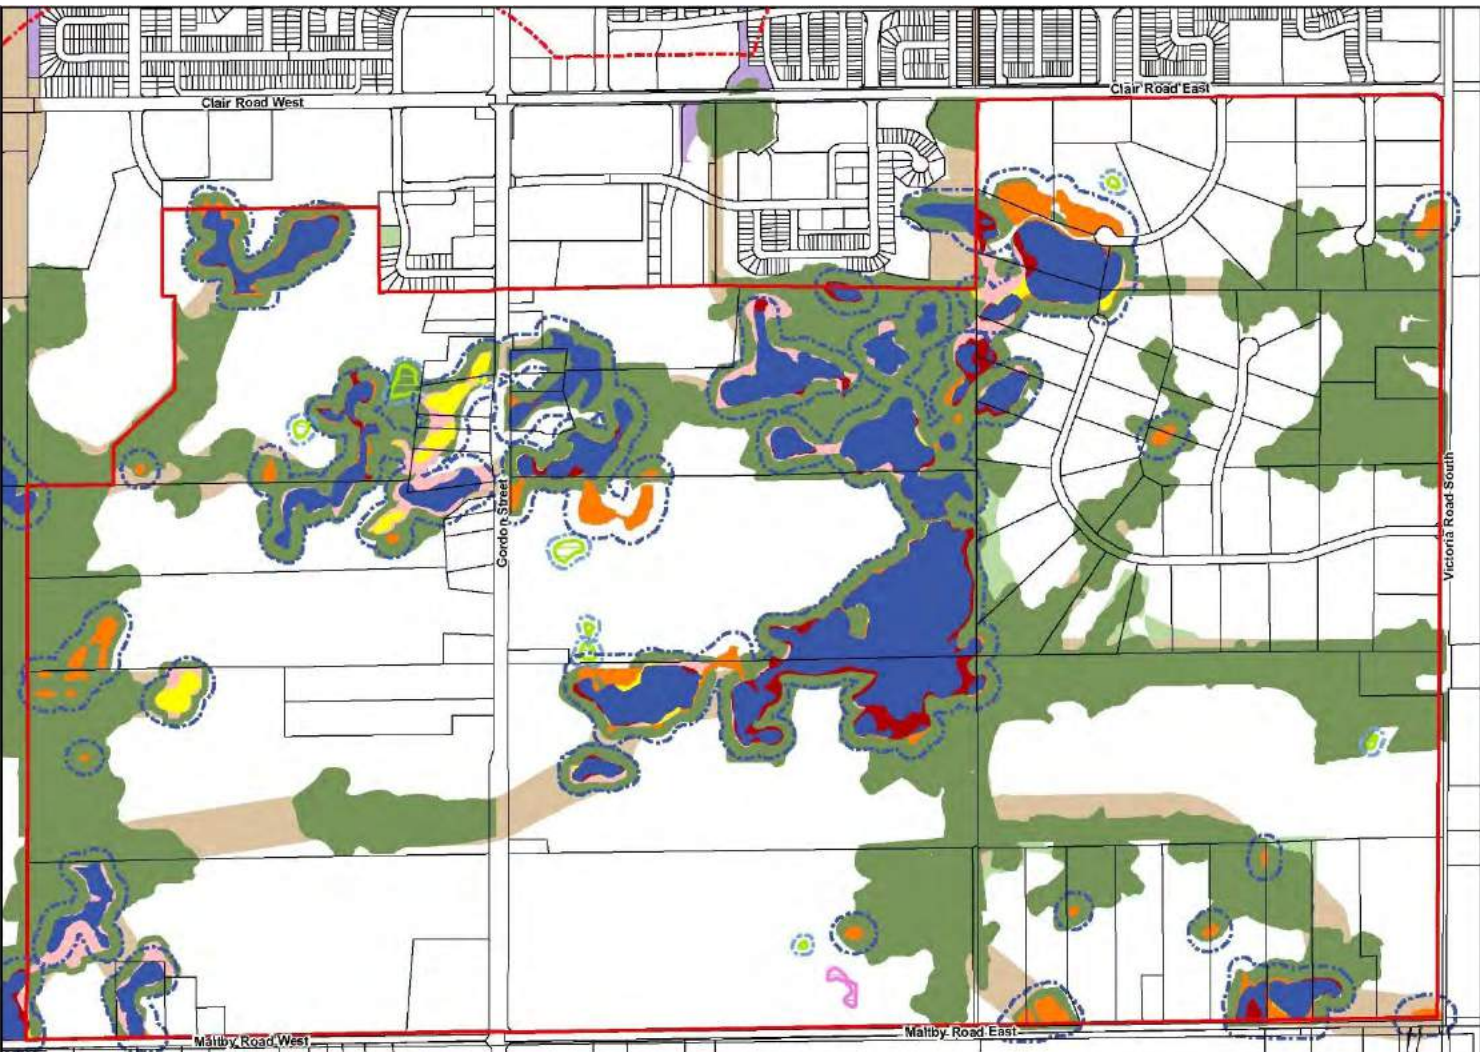 Clair Road West
Clair Road East
Gordon Street
Victoria Road South
Maltby Road West
Maltby Road East